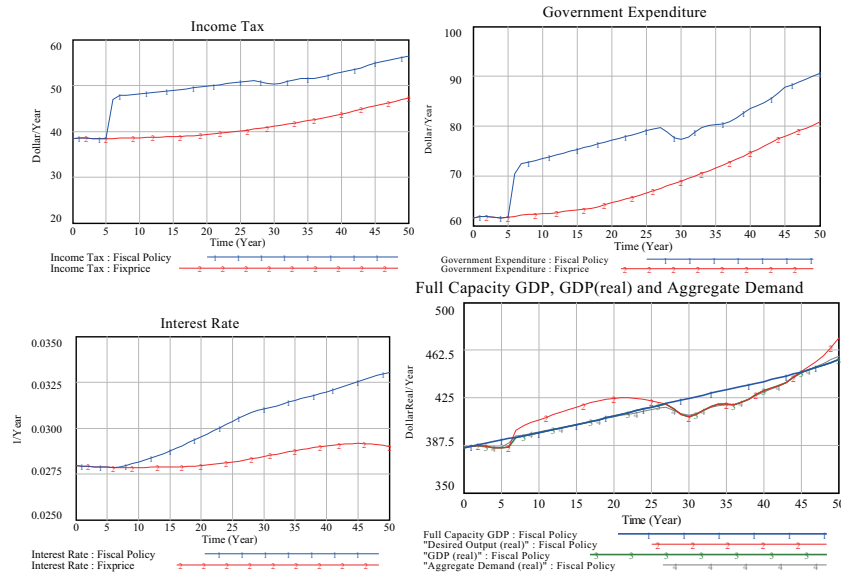 Income Tax
60
50
40
30
20
Dollar/Year
0 5 10 15 20 25 30 35 40 45 50
Time (Year)
Income Tax : Fiscal Policy
Income Tax : Fixprice
Government Expenditure
100
90
80
70
60
Dollar/Year
0 5 10 15 20 25 30 35 40 45 50
Time (Year)
Government Expenditure : Fiscal Policy
Government Expenditure : Fixprice
Interest Rate
0.0350
0.0325
0.0300
0.0275
0.0250
1/Year
0 5 10 15 20 25 30 35 40 45 50
Time (Year)
Interest Rate : Fiscal Policy
Interest Rate : Fixprice
Full Capacity GDP, GDP(real) and Aggregate Demand
500
462.5
425
387.5
350
DollarReal/Year
0 5 10 15 20 25 30 35 40 45 50
Time (Year)
Full Capacity GDP : Fiscal Policy
"Desired Output (real)" : Fiscal Policy
"GDP (real)" : Fiscal Policy
"Aggregate Demand (real)" : Fiscal Policy